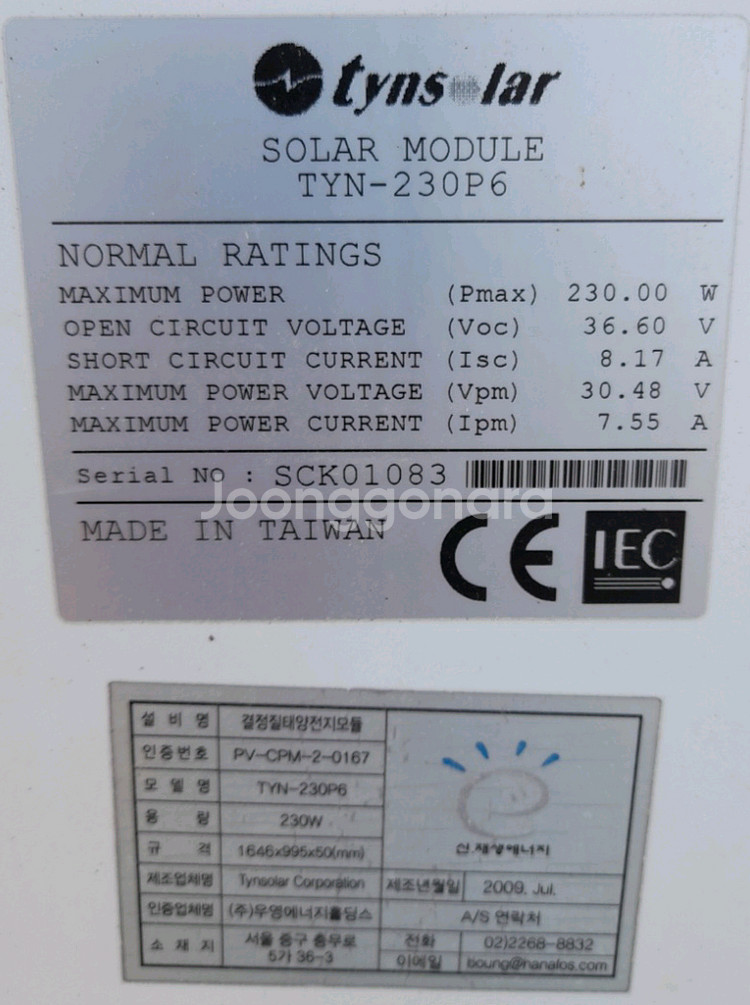 tynsolar
SOLAR MODULE
TYN-230P6
NORMAL RATINGS
MAXIMUM POWER (Pmax) 230.00 W
OPEN CIRCUIT VOLTAGE (Voc) 36.60 V
SHORT CIRCUIT CURRENT (Isc) 8.17 A
MAXIMUM POWER VOLTAGE (Vpm) 30.48 V
MAXIMUM POWER CURRENT (Ipm) 7.55 A
Serial NO : SCK01083
Joonggonara
MADE IN TAIWAN CE IEC
설 비 명 결정질태양전지모듈
인증번호 PV-CPM-2-0167
모 델 명 TYN-230P6
용 량 230W
규 격 1646x995x50(mm)
신.재생에너지
제조업체명 Tynsolar Corporation 제조년월일 2009. Jul.
인증업체명 (주)우영에너지홀딩스 A/S 연락처
소 재 지 서울 중구 충무로 5가 36-3
전화 02)2268-8832
이메일 boung@hanafos.com